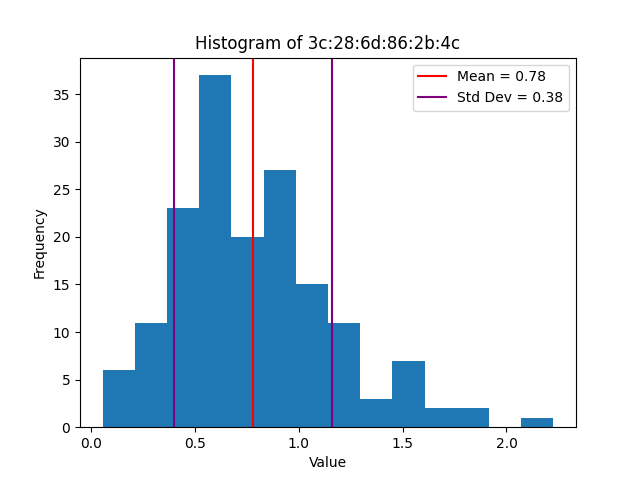 Histogram of 3c:28:6d:86:2b:4c
Mean = 0.78
Std Dev = 0.38
Frequency
35
30
25
20
15
10
5
0
0.0 0.5 1.0 1.5 2.0
Value